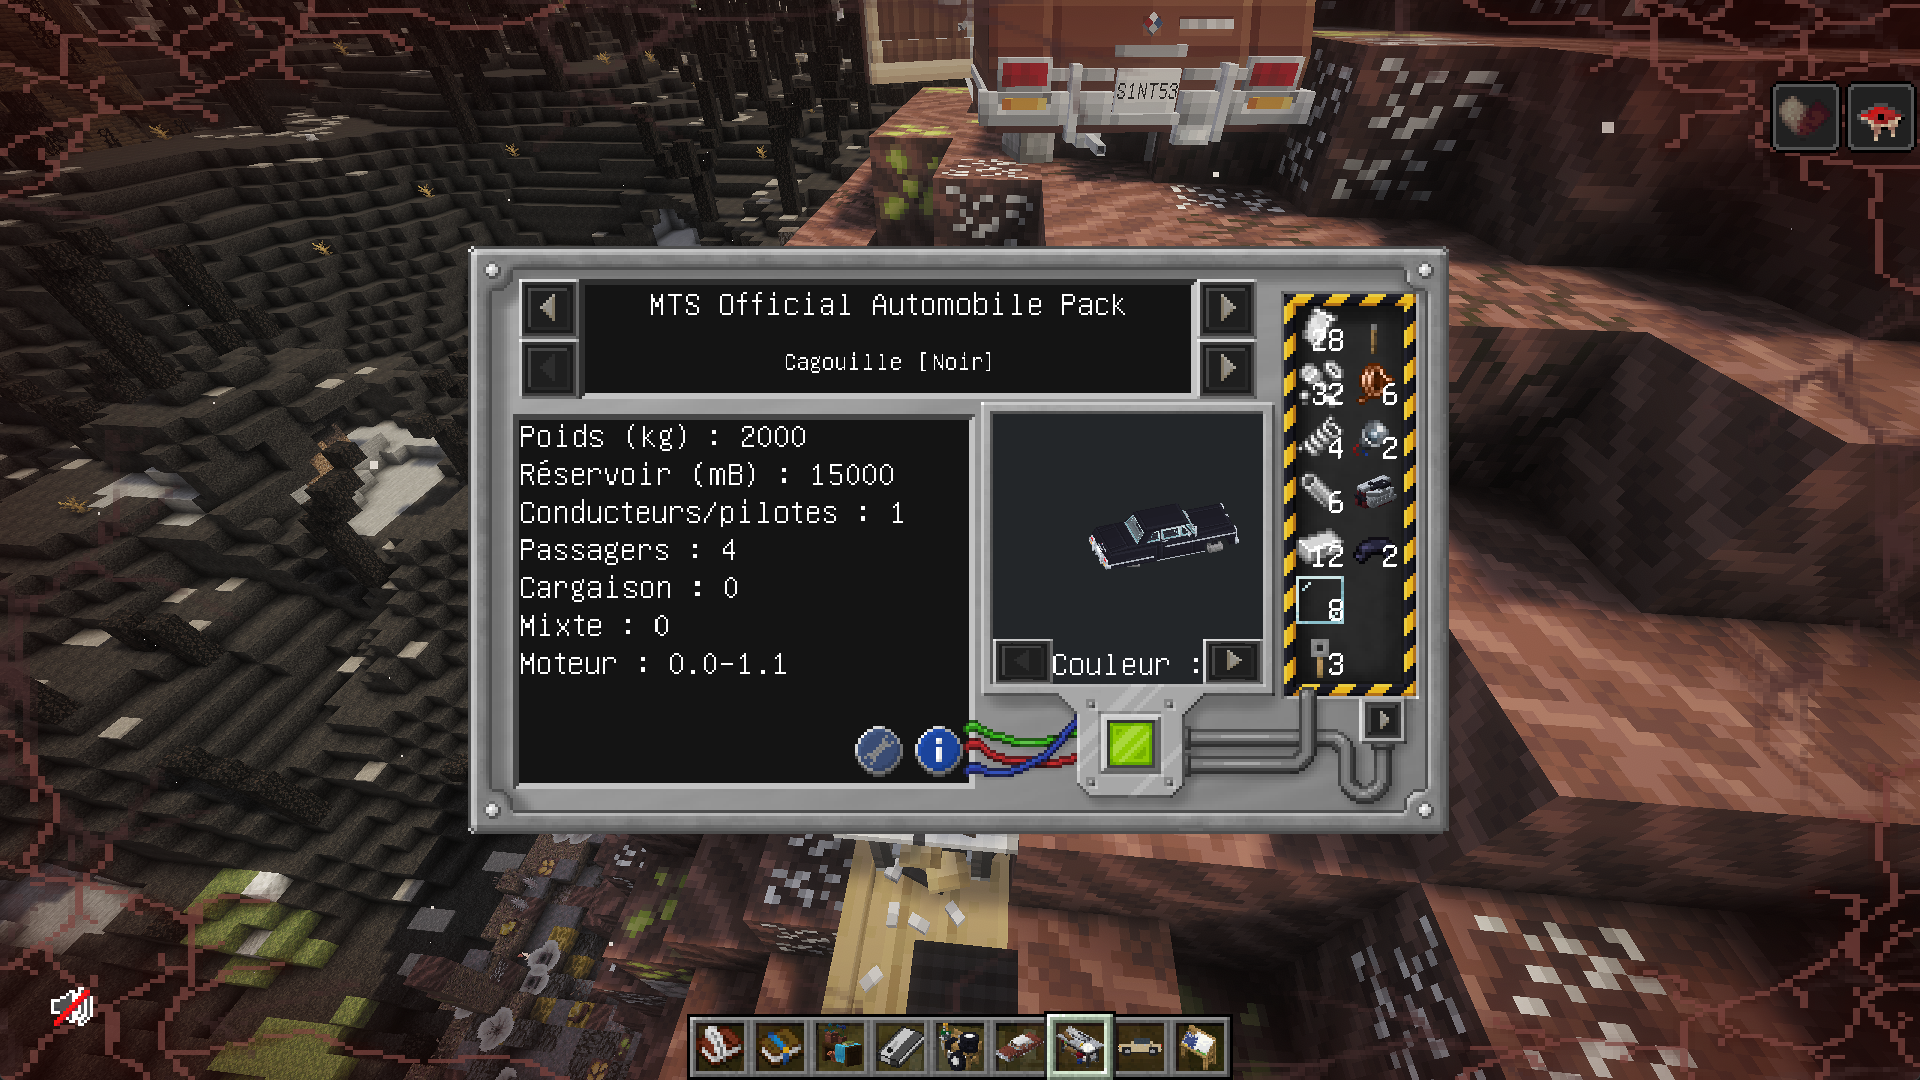 S1NT53
MTS Official Automobile Pack
Cagouille [Noir]
Poids (kg) : 2000
Réservoir (mB) : 15000
Conducteurs/pilotes : 1
Passagers : 4
Cargaison : 0
Mixte : 0
Moteur : 0.0-1.1
Couleur :
28
32 6
4 2
6
12 2
8
3